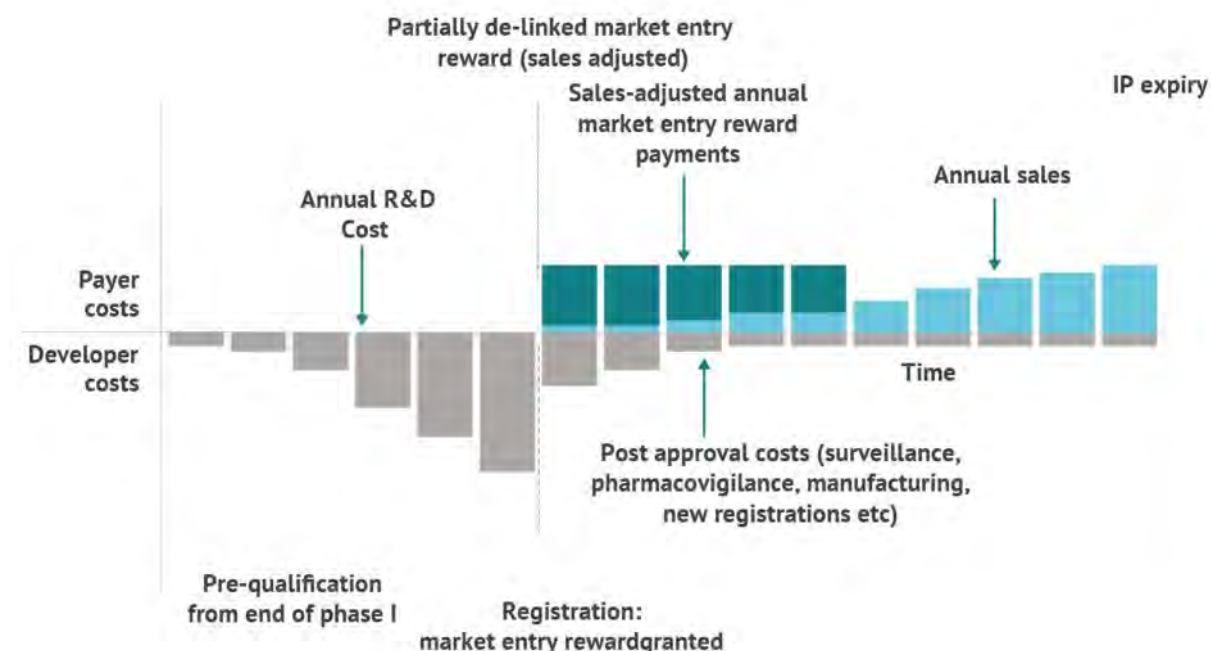 Partially de-linked market entry
reward (sales adjusted)
IP expiry
Sales-adjusted annual
market entry reward
payments
Annual sales
Annual R&D
Cost
Payer
costs
Developer
costs
Time
Post approval costs (surveillance,
pharmacovigilance, manufacturing,
new registrations etc)
Pre-qualification
from end of phase I
Registration:
market entry rewardgranted